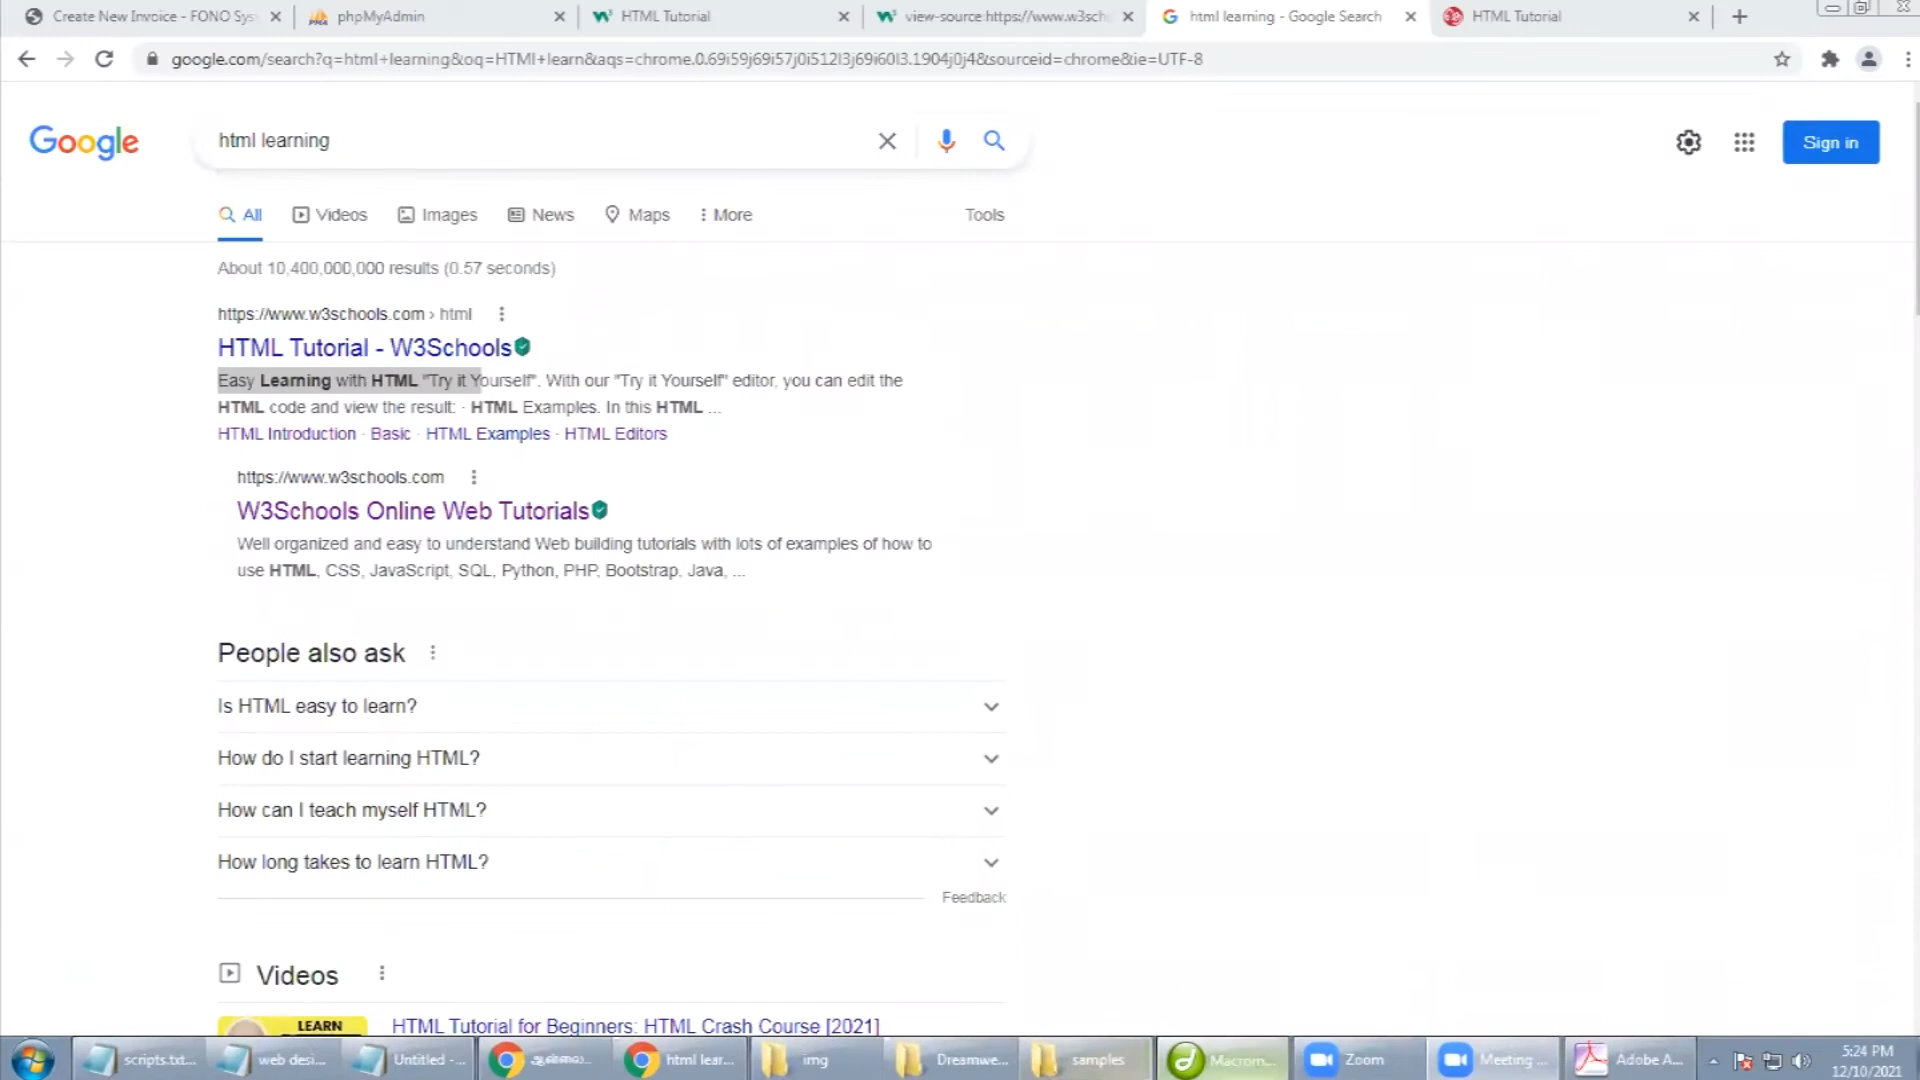 Create New Invoice - FONO Sys
phpMyAdmin
HTML Tutorial
view-source:https://www.w3sch
html learning - Google Search
HTML Tutorial
google.com/search?q=html+learning&oq=HTMl+learn&aqs=chrome.0.69i59j69i57j0i512l3j69i60l3.1904j0j4&sourceid=chrome&ie=UTF-8
Google
html learning
Sign in
All
Videos
Images
News
Maps
More
Tools
About 10,400,000,000 results (0.57 seconds)
https://www.w3schools.com › html
HTML Tutorial - W3Schools
Easy Learning with HTML "Try it Yourself". With our "Try it Yourself" editor, you can edit the
HTML code and view the result: · HTML Examples. In this HTML ...
HTML Introduction · Basic · HTML Examples · HTML Editors
https://www.w3schools.com
W3Schools Online Web Tutorials
Well organized and easy to understand Web building tutorials with lots of examples of how to
use HTML, CSS, JavaScript, SQL, Python, PHP, Bootstrap, Java, ...
People also ask
Is HTML easy to learn?
How do I start learning HTML?
How can I teach myself HTML?
How long takes to learn HTML?
Feedback
Videos
LEARN
HTML Tutorial for Beginners: HTML Crash Course [2021]
scripts.txt...
web desi...
Untitled -...
html lear...
img
Dreamwe...
samples
Macrom...
Zoom
Meeting ...
Adobe A...
5:24 PM
12/10/2021